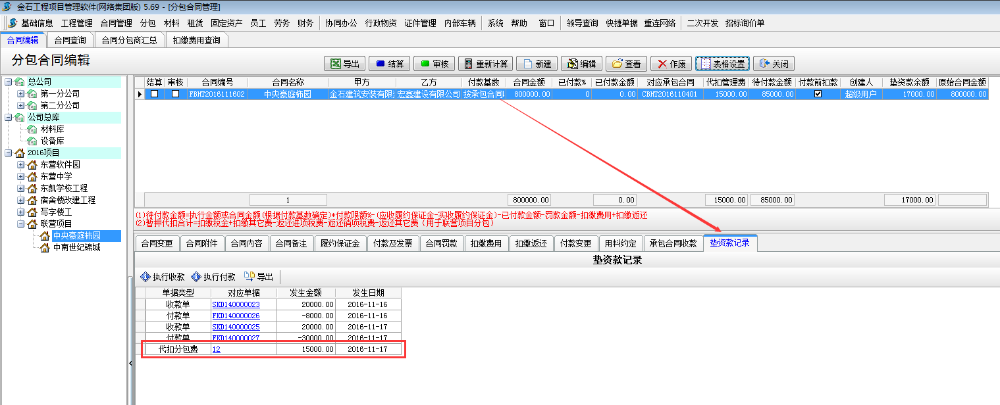 金石工程项目管理软件(网络集团版) 5.69 - [分包合同管理]
基础信息 工程管理 合同管理 分包 材料 租赁 固定资产 员工 劳务 财务 协同办公 行政物资 证件管理 内部车辆 系统 帮助 窗口 领导查询 快捷单据 重连网络 二次开发 招标询价单
合同编辑 合同查询 合同分包商汇总 扣缴费用查询
分包合同编辑
导出 结算 审核 重新计算 新建 编辑 查看 作废 表格设置 关闭
总公司
第一分公司
第二分公司
公司总库
材料库
设备库
2016项目
东营软件园
东营中学
东凯学校工程
宿舍楼改建工程
写字楼工
联营项目
中央豪庭柿园
中南世纪锦城
结算 审核 合同编号 合同名称 甲方 乙方 付款基数 合同金额 已付款% 已付款金额 对应承包合同 代扣管理费 待付款金额 付款前扣款 创建人 垫资款余额 原始合同金额
FBHT2016111602 中央豪庭柿园 金石建筑安装有限 宏鑫建设有限公司 按承包合同 800000.00 0 0.00 CBHT2016110401 15000.00 85000.00 超级用户 17000.00 800000.00
1 800000.00 0.00 15000.00 85000.00 17000.00
(1)待付款金额=执行金额或合同金额(根据付款基数确定)*付款限额%-(应收履约保证金-实收履约保证金)-已付款金额-罚款金额-扣缴费用+扣缴返还
(2)暂押代扣合计=扣缴税金+扣缴其它费-返还进项税费-返还销项税费-返还其它费（用于联营项目分包）
合同变更 合同附件 合同内容 合同备注 履约保证金 付款及发票 合同罚款 扣缴费用 扣缴返还 付款变更 用料约定 承包合同收款 垫资款记录
垫资款记录
执行收款 执行付款 导出
单据类型 对应单据 发生金额 发生日期
收款单 SKD140000023 20000.00 2016-11-16
付款单 FKD140000026 -8000.00 2016-11-16
收款单 SKD140000025 20000.00 2016-11-17
付款单 FKD140000027 -30000.00 2016-11-17
代扣分包费 12 15000.00 2016-11-17